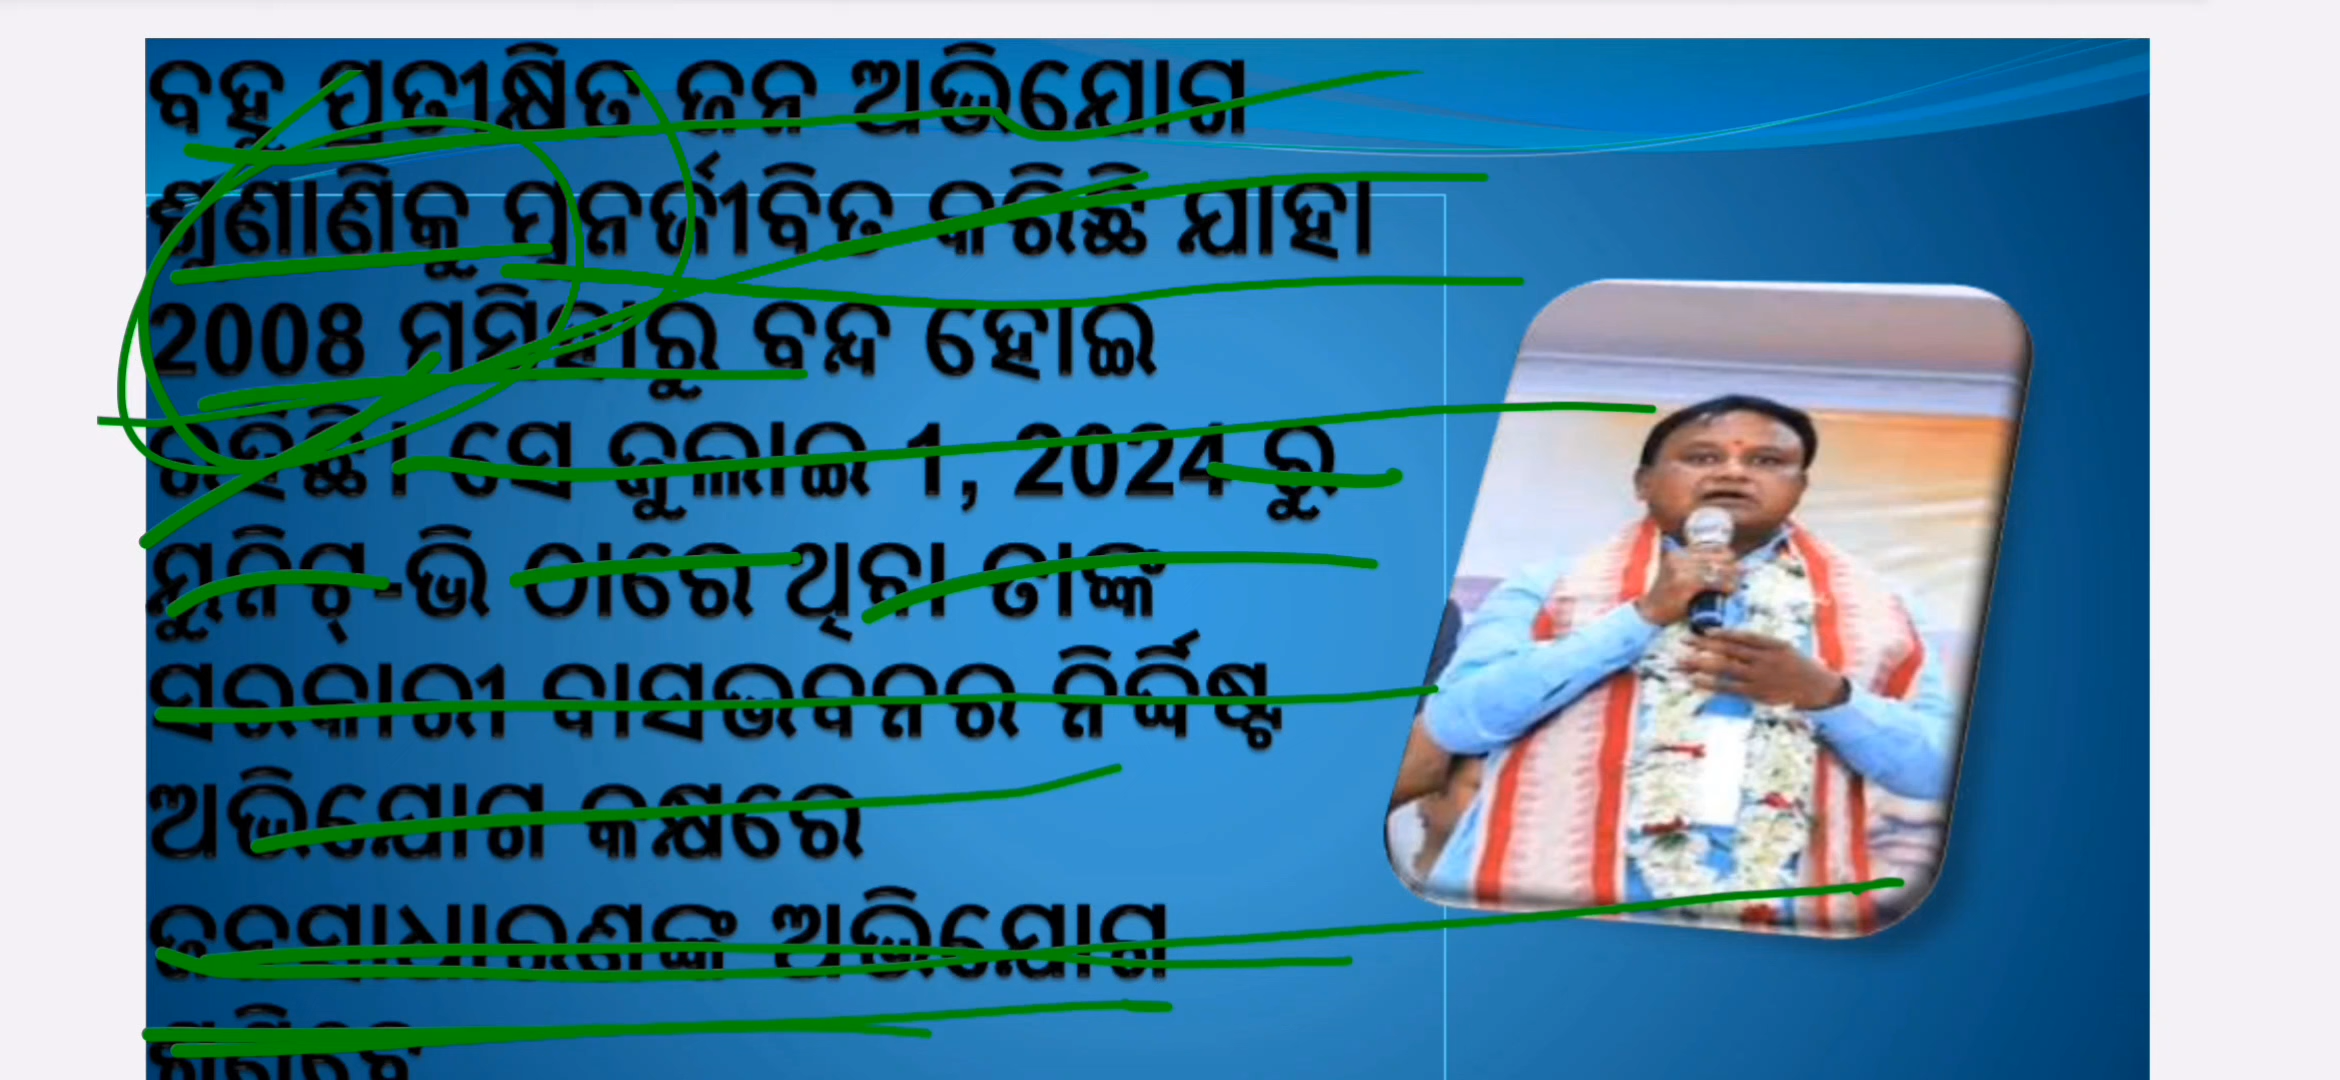 ବହୁ ପ୍ରତୀକ୍ଷିତ ଜନ ଅଭିଯୋଗ
ଶୁଣାଣିକୁ ପୁନର୍ଜୀବିତ କରିଛି ଯାହା
2008 ମସିହାରୁ ବନ୍ଦ ହୋଇ
ରହିଛି। ସେ ଜୁଲାଇ 1, 2024 ରୁ
ୟୁନିଟ୍-ଭି ଠାରେ ଥିବା ତାଙ୍କ
ସରକାରୀ ବାସଭବନର ନିର୍ଦ୍ଦିଷ୍ଟ
ଅଭିଯୋଗ କକ୍ଷରେ
ଜନସାଧାରଣଙ୍କ ଅଭିଯୋଗ